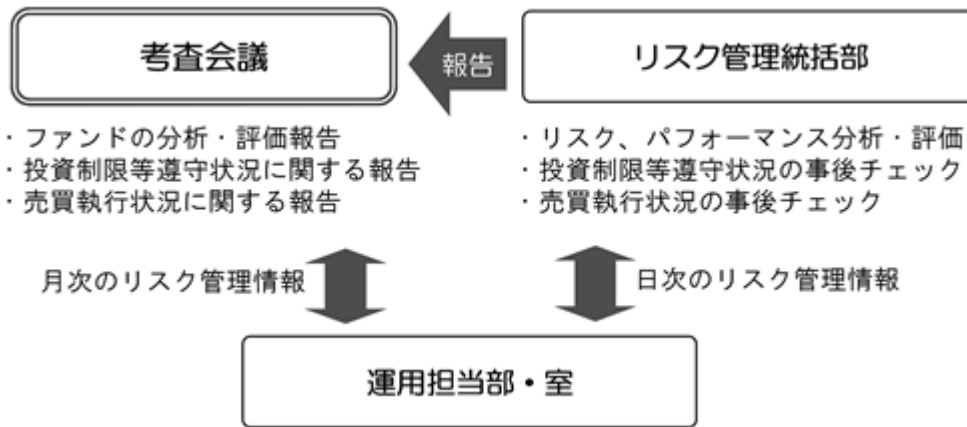 考査会議
報告
リスク管理統括部
・ファンドの分析・評価報告
・投資制限等遵守状況に関する報告
・売買執行状況に関する報告
・リスク、パフォーマンス分析・評価
・投資制限等遵守状況の事後チェック
・売買執行状況の事後チェック
月次のリスク管理情報
日次のリスク管理情報
運用担当部・室